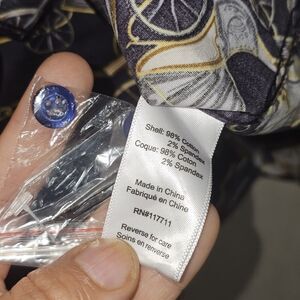 Shell: 98% Cotton
2% Spandex
Coque: 98% Coton
2% Spandex
Made in China
Fabriqué en Chine
RN#117711
Reverse for care
Soins en renverse